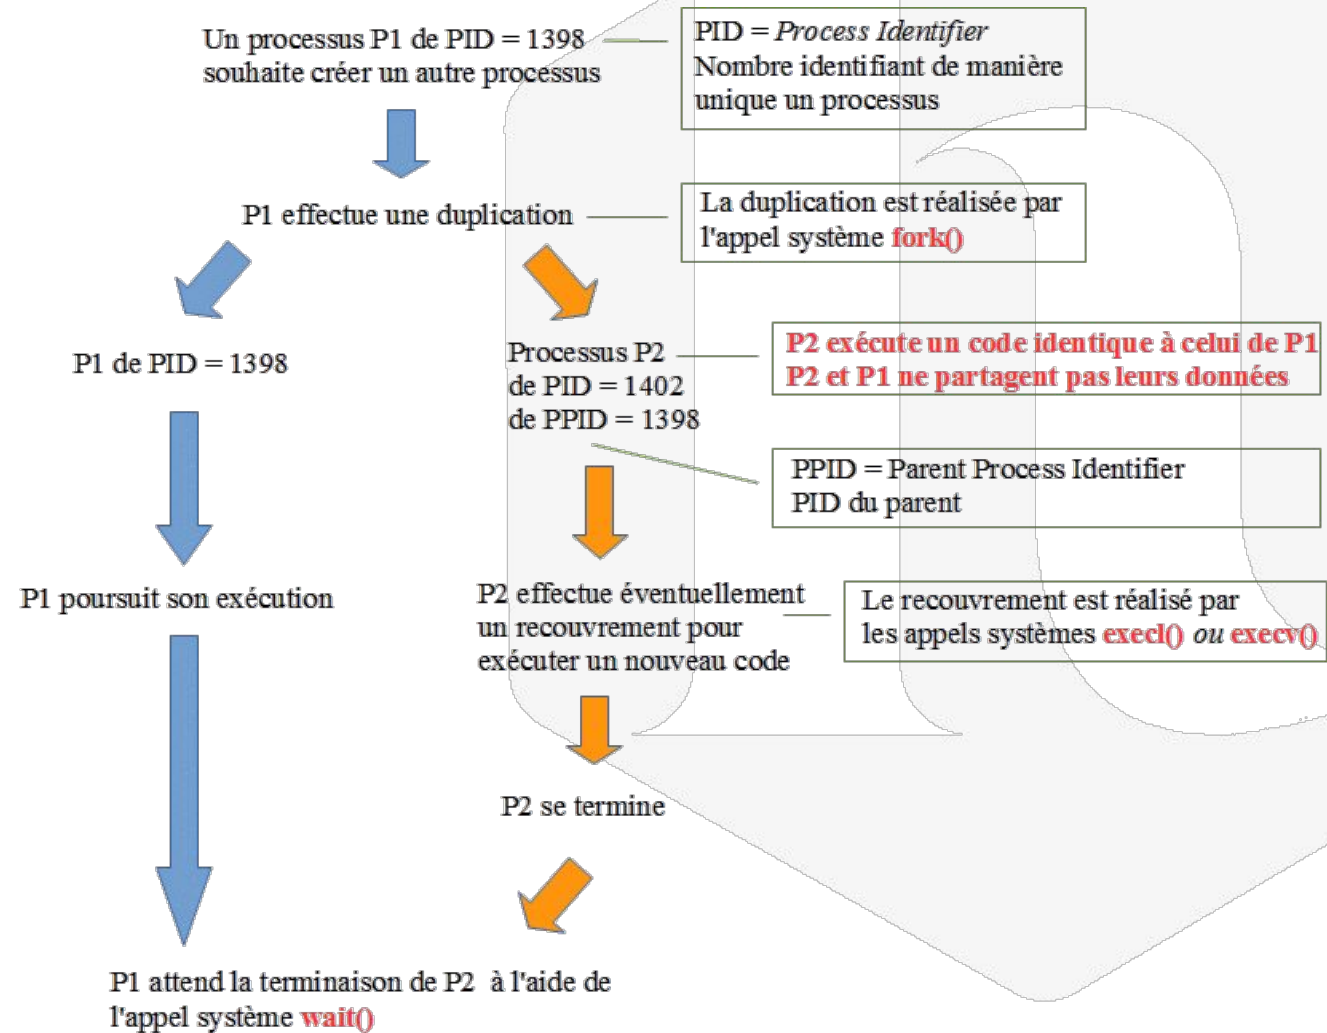 Un processus P1 de PID = 1398
souhaite créer un autre processus
PID = Process Identifier
Nombre identifiant de manière
unique un processus
P1 effectue une duplication
La duplication est réalisée par
l'appel système fork()
P1 de PID = 1398
Processus P2
de PID = 1402
de PPID = 1398
P2 exécute un code identique à celui de P1
P2 et P1 ne partagent pas leurs données
PPID = Parent Process Identifier
PID du parent
P1 poursuit son exécution
P2 effectue éventuellement
un recouvrement pour
exécuter un nouveau code
Le recouvrement est réalisé par
les appels systèmes execl() ou execv()
P2 se termine
P1 attend la terminaison de P2 à l'aide de
l'appel système wait()